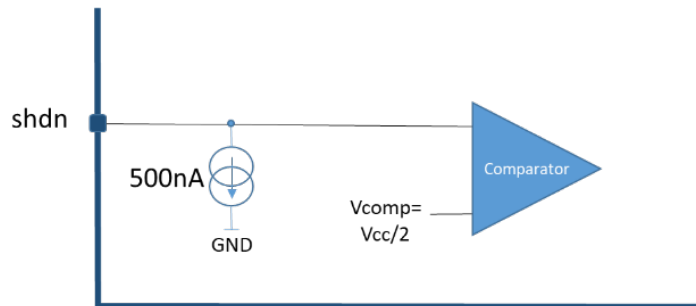 shdn
500nA
Comparator
Vcomp=
Vcc/2
GND